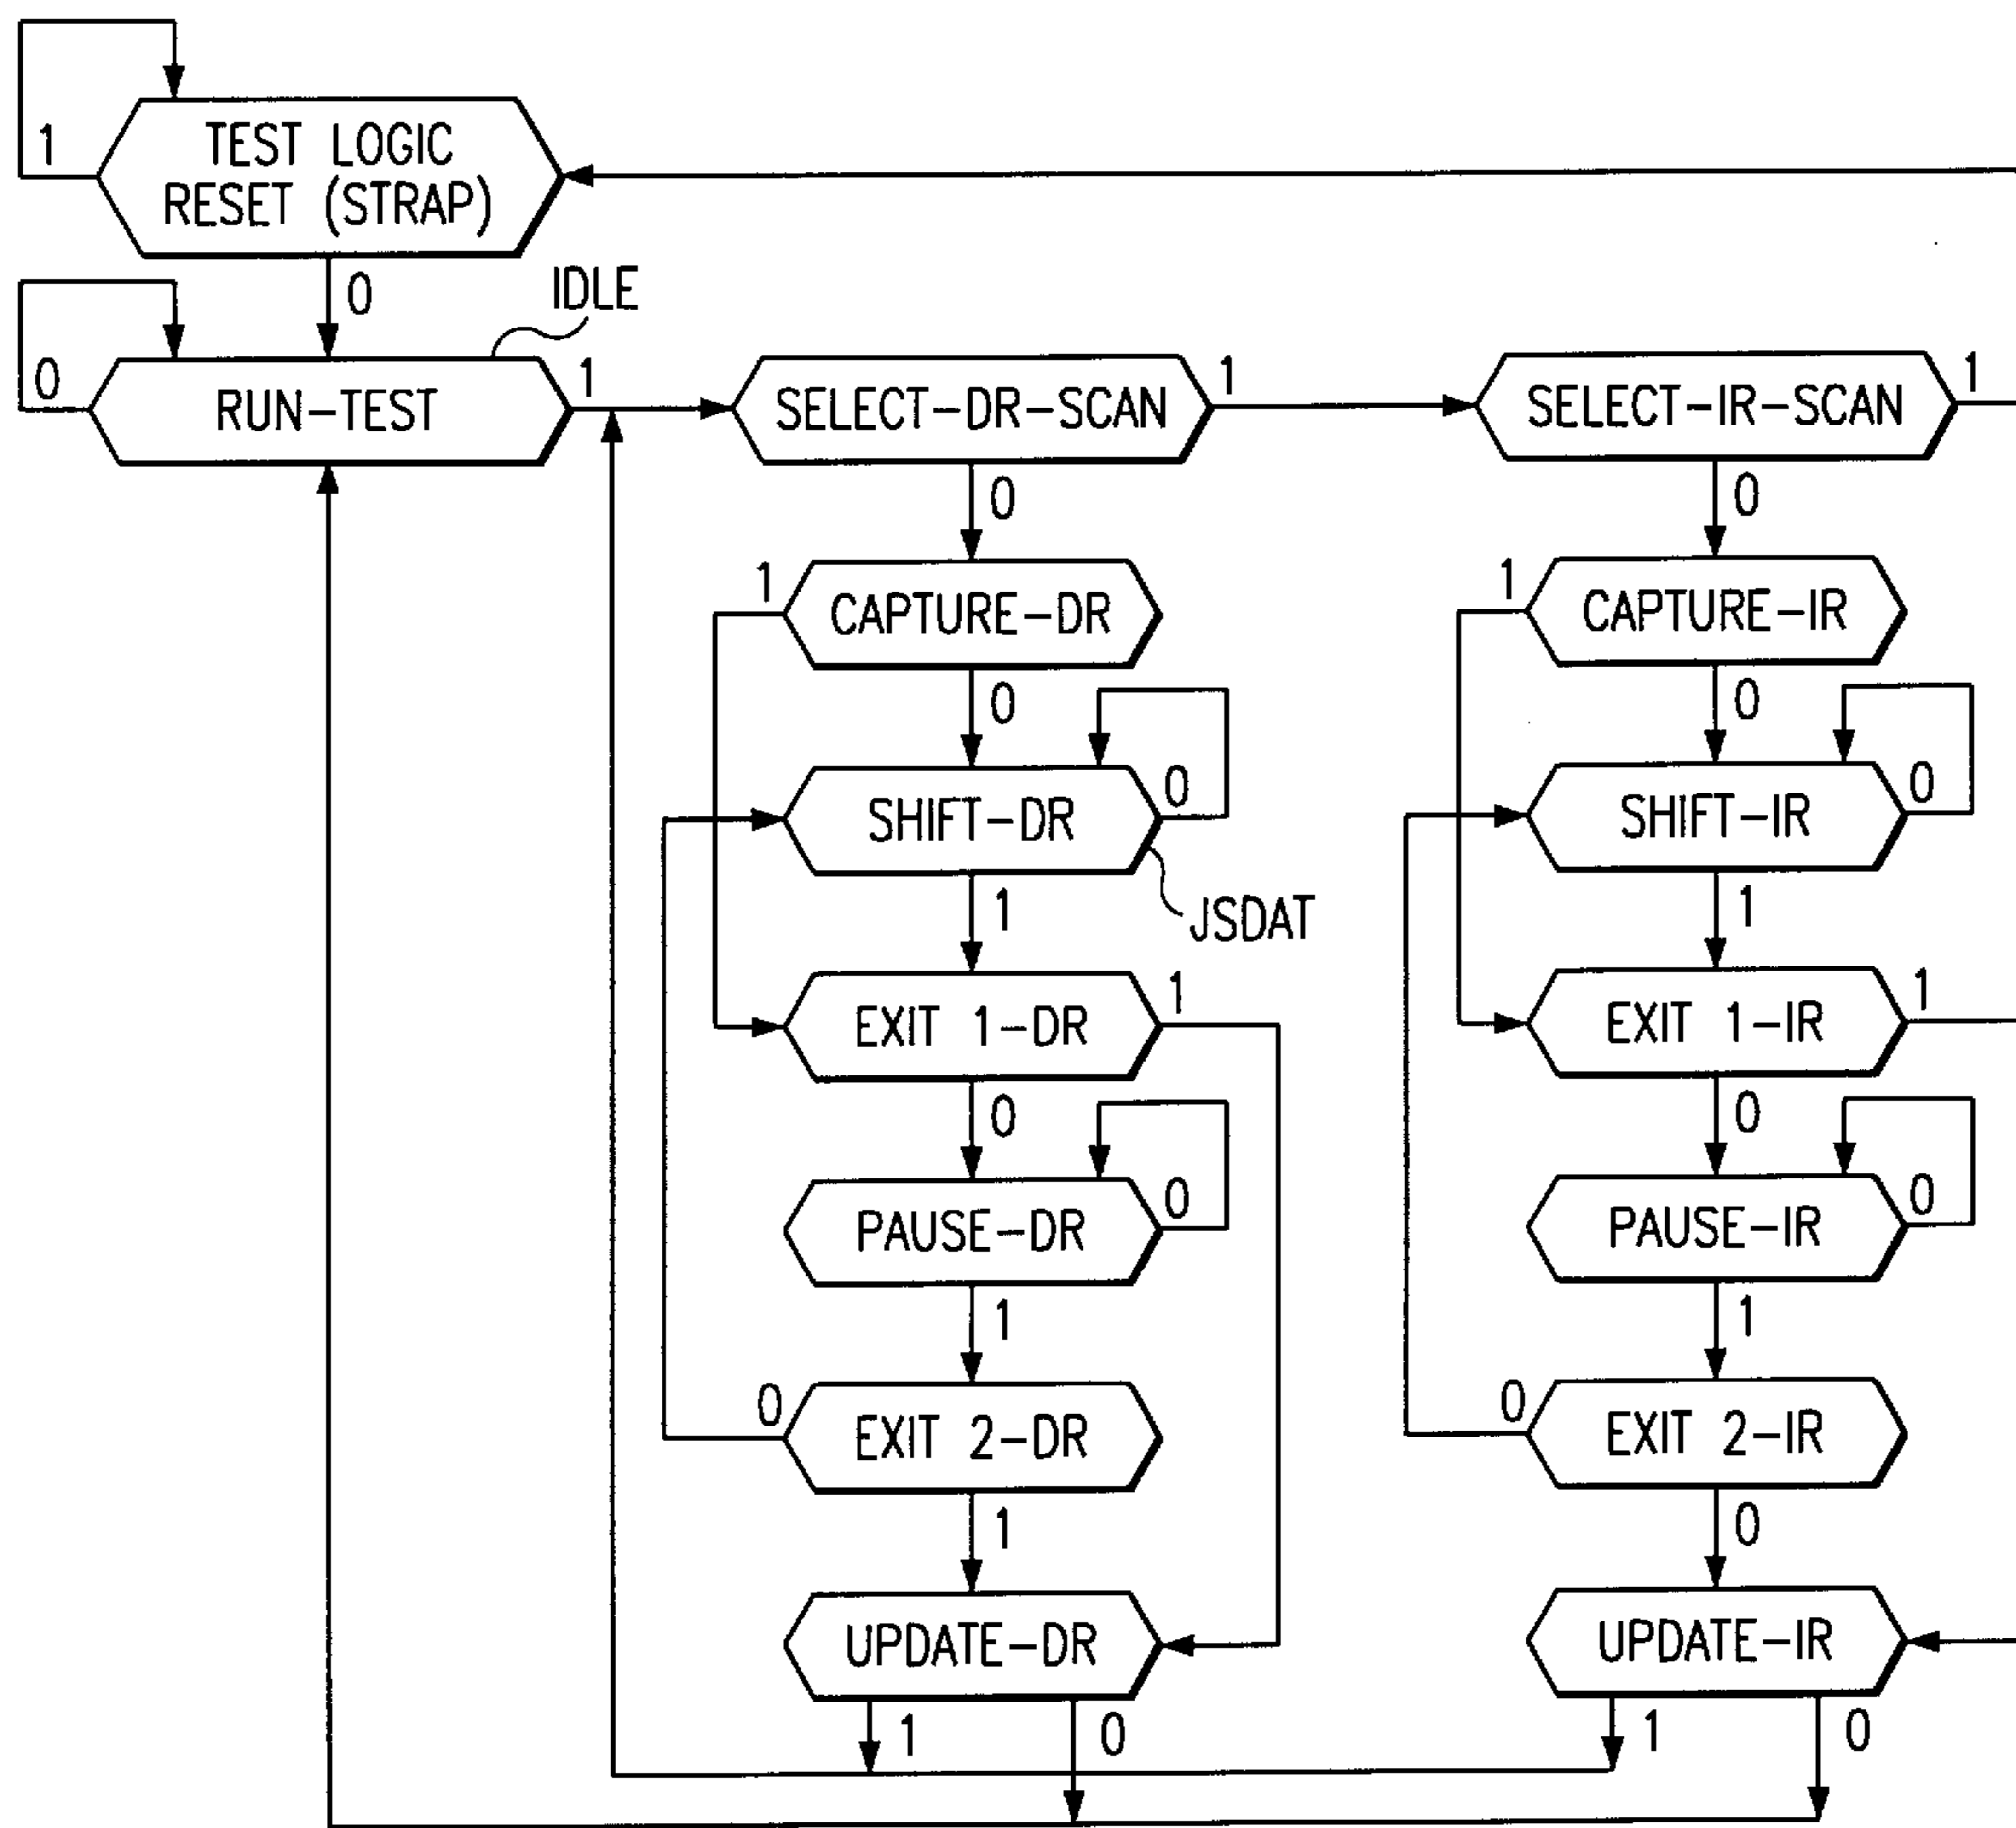 1
TEST LOGIC
RESET (STRAP)
0
IDLE
0
RUN-TEST
1
SELECT-DR-SCAN
1
SELECT-IR-SCAN
1
0
0
1
CAPTURE-DR
1
CAPTURE-IR
0
0
SHIFT-DR
0
SHIFT-IR
0
1
JSDAT
1
EXIT 1-DR
1
EXIT 1-IR
1
0
0
PAUSE-DR
0
PAUSE-IR
0
1
1
0
EXIT 2-DR
0
EXIT 2-IR
1
0
UPDATE-DR
UPDATE-IR
1
0
1
0